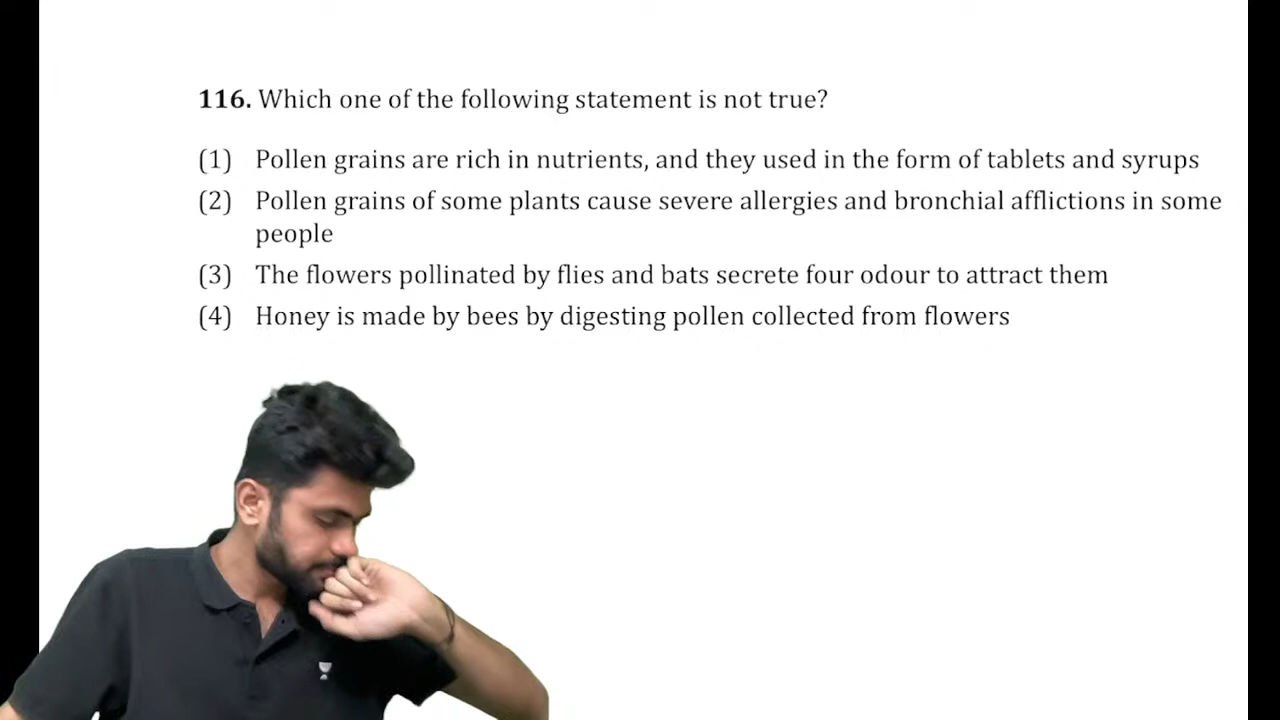 116. Which one of the following statement is not true?
(1) Pollen grains are rich in nutrients, and they used in the form of tablets and syrups
(2) Pollen grains of some plants cause severe allergies and bronchial afflictions in some
people
(3) The flowers pollinated by flies and bats secrete four odour to attract them
(4) Honey is made by bees by digesting pollen collected from flowers